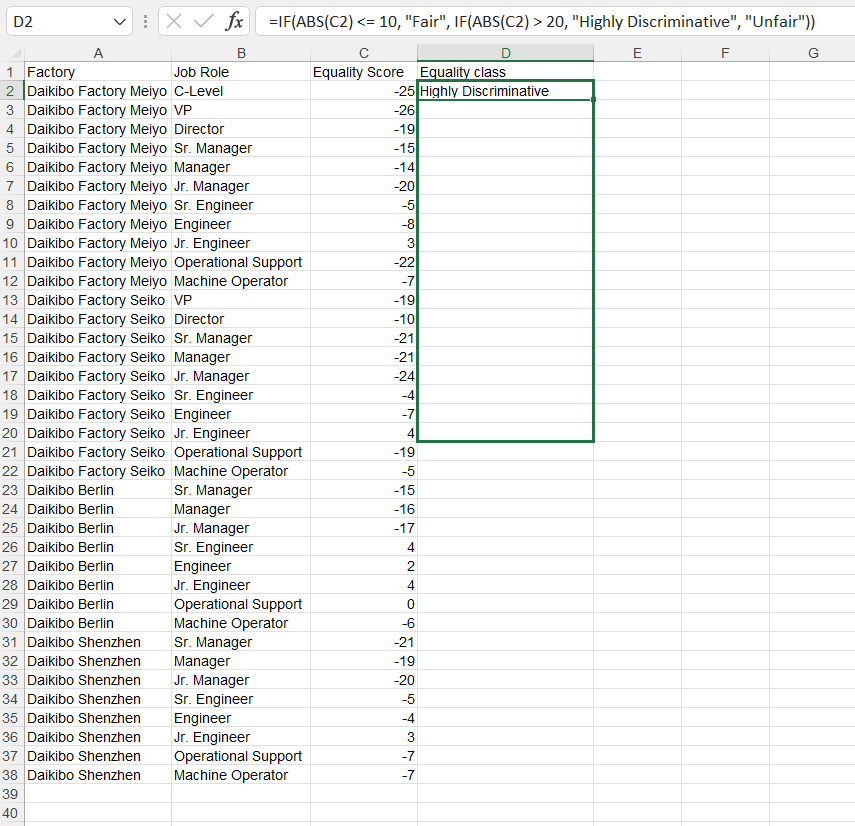 D2 fx =IF(ABS(C2) <= 10, "Fair", IF(ABS(C2) > 20, "Highly Discriminative", "Unfair"))
A B C D E F G
1 Factory Job Role Equality Score Equality class
2 Daikibo Factory Meiyo C-Level -25 Highly Discriminative
3 Daikibo Factory Meiyo VP -26
4 Daikibo Factory Meiyo Director -19
5 Daikibo Factory Meiyo Sr. Manager -15
6 Daikibo Factory Meiyo Manager -14
7 Daikibo Factory Meiyo Jr. Manager -20
8 Daikibo Factory Meiyo Sr. Engineer -5
9 Daikibo Factory Meiyo Engineer -8
10 Daikibo Factory Meiyo Jr. Engineer 3
11 Daikibo Factory Meiyo Operational Support -22
12 Daikibo Factory Meiyo Machine Operator -7
13 Daikibo Factory Seiko VP -19
14 Daikibo Factory Seiko Director -10
15 Daikibo Factory Seiko Sr. Manager -21
16 Daikibo Factory Seiko Manager -21
17 Daikibo Factory Seiko Jr. Manager -24
18 Daikibo Factory Seiko Sr. Engineer -4
19 Daikibo Factory Seiko Engineer -7
20 Daikibo Factory Seiko Jr. Engineer 4
21 Daikibo Factory Seiko Operational Support -19
22 Daikibo Factory Seiko Machine Operator -5
23 Daikibo Berlin Sr. Manager -15
24 Daikibo Berlin Manager -16
25 Daikibo Berlin Jr. Manager -17
26 Daikibo Berlin Sr. Engineer 4
27 Daikibo Berlin Engineer 2
28 Daikibo Berlin Jr. Engineer 4
29 Daikibo Berlin Operational Support 0
30 Daikibo Berlin Machine Operator -6
31 Daikibo Shenzhen Sr. Manager -21
32 Daikibo Shenzhen Manager -19
33 Daikibo Shenzhen Jr. Manager -20
34 Daikibo Shenzhen Sr. Engineer -5
35 Daikibo Shenzhen Engineer -4
36 Daikibo Shenzhen Jr. Engineer 3
37 Daikibo Shenzhen Operational Support -7
38 Daikibo Shenzhen Machine Operator -7
39
40